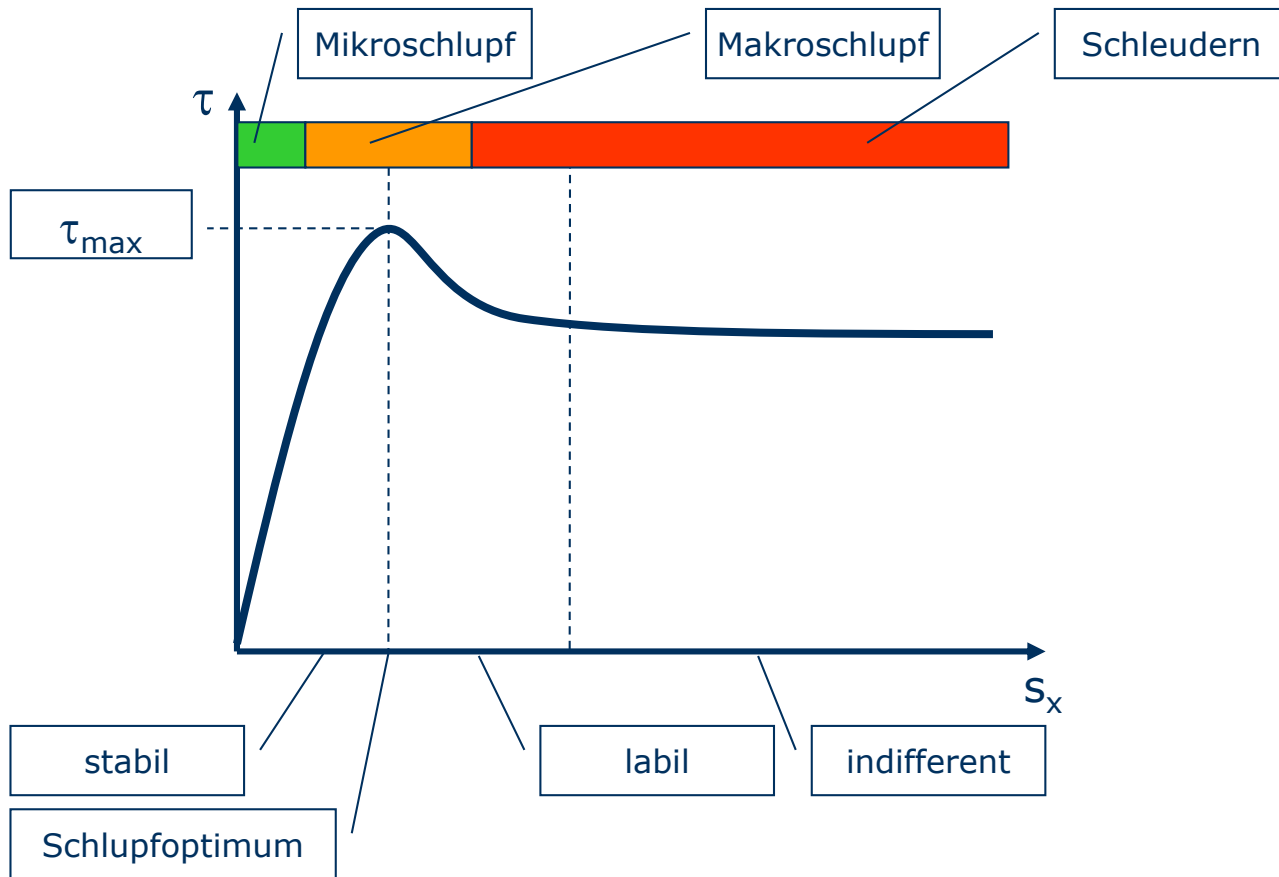 Mikroschlupf
Makroschlupf
Schleudern
τ
τmax
sx
stabil
labil
indifferent
Schlupfoptimum